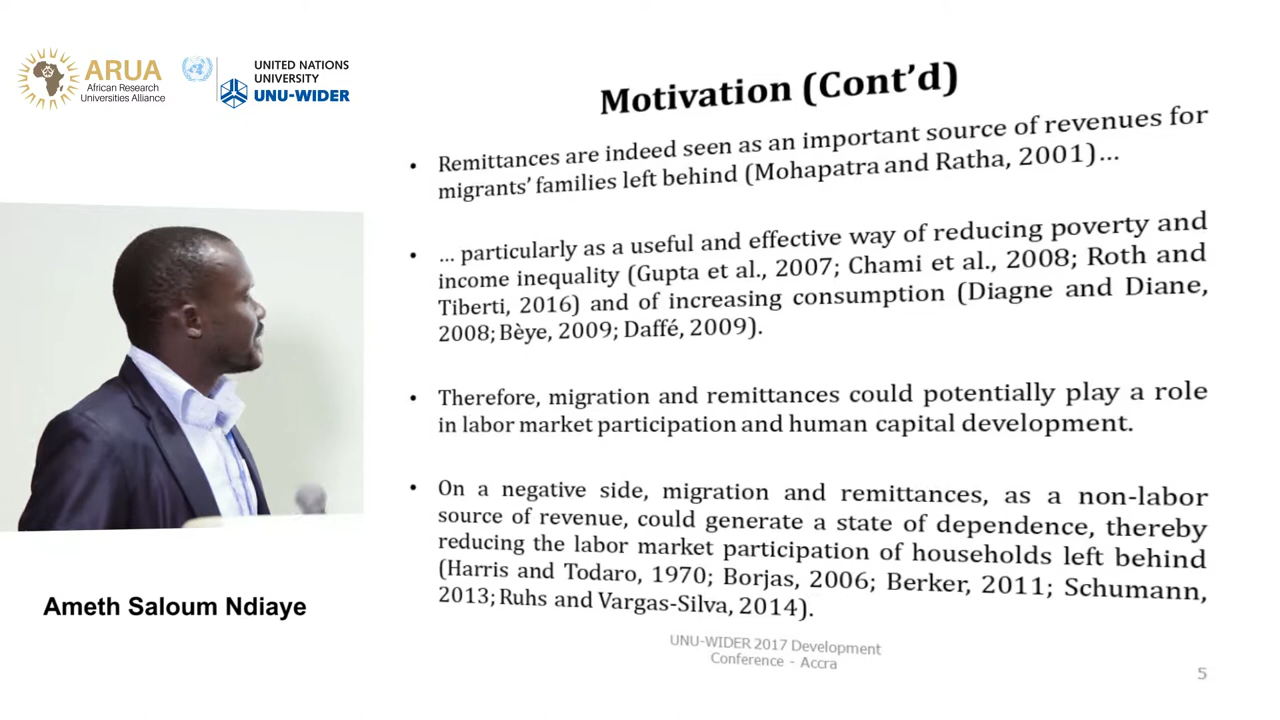 ARUA
African Research
Universities Alliance
UNITED NATIONS
UNIVERSITY
UNU-WIDER
Motivation (Cont'd)
• Remittances are indeed seen as an important source of revenues for
migrants' families left behind (Mohapatra and Ratha, 2001)…
• … particularly as a useful and effective way of reducing poverty and
income inequality (Gupta et al., 2007; Chami et al., 2008; Roth and
Tiberti, 2016) and of increasing consumption (Diagne and Diane,
2008; Bèye, 2009; Daffé, 2009).
• Therefore, migration and remittances could potentially play a role
in labor market participation and human capital development.
• On a negative side, migration and remittances, as a non-labor
source of revenue, could generate a state of dependence, thereby
reducing the labor market participation of households left behind
(Harris and Todaro, 1970; Borjas, 2006; Berker, 2011; Schumann,
2013; Ruhs and Vargas-Silva, 2014).
Ameth Saloum Ndiaye
UNU-WIDER 2017 Development
Conference - Accra
5